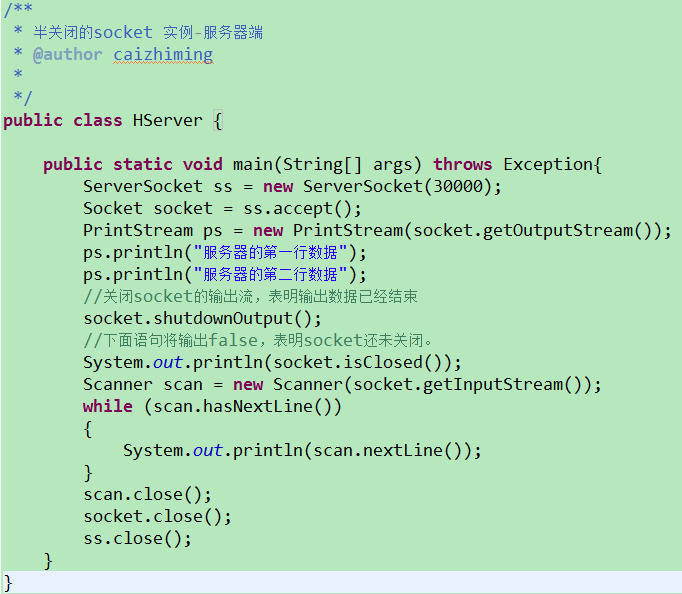 /**
 * 半关闭的socket 实例-服务器端
 * @author caizhiming
 *
 */
public class HServer {
    public static void main(String[] args) throws Exception{
        ServerSocket ss = new ServerSocket(30000);
        Socket socket = ss.accept();
        PrintStream ps = new PrintStream(socket.getOutputStream());
        ps.println("服务器的第一行数据");
        ps.println("服务器的第二行数据");
        //关闭socket的输出流，表明输出数据已经结束
        socket.shutdownOutput();
        //下面语句将输出false，表明socket还未关闭。
        System.out.println(socket.isClosed());
        Scanner scan = new Scanner(socket.getInputStream());
        while (scan.hasNextLine())
        {
            System.out.println(scan.nextLine());
        }
        scan.close();
        socket.close();
        ss.close();
    }
}